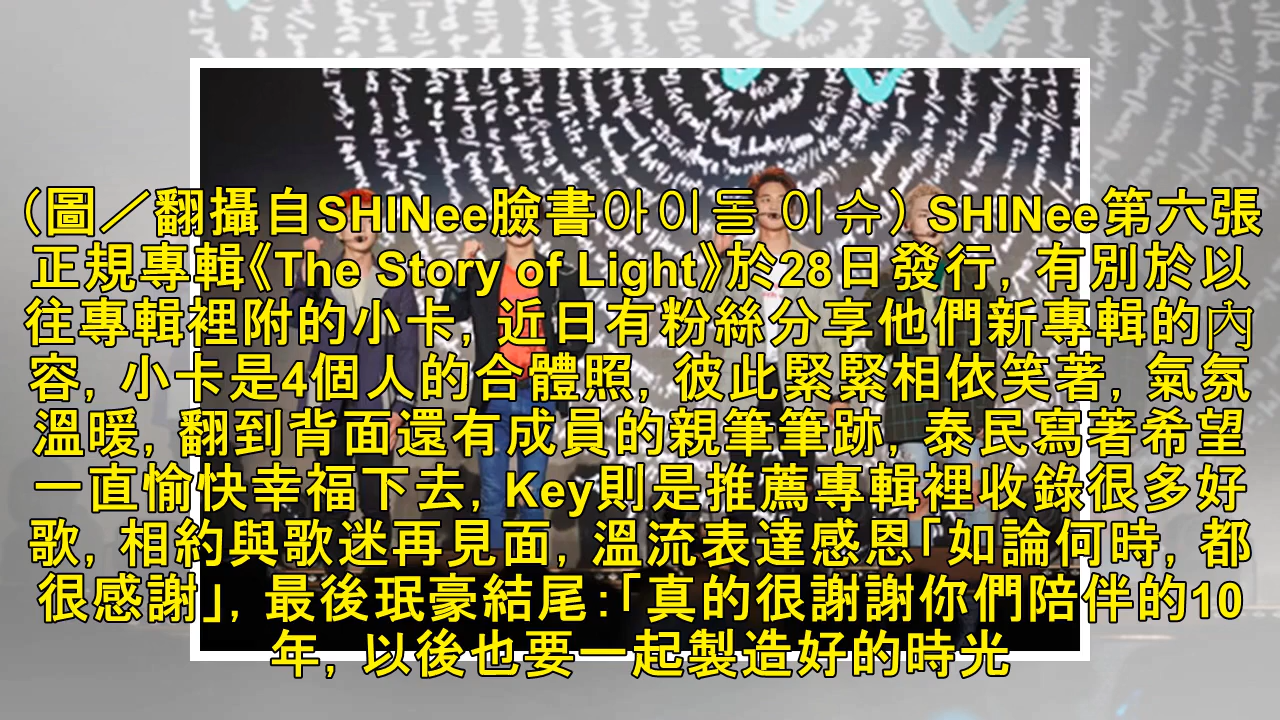 (圖／翻攝自SHINee臉書아이돌 이슈) SHINee第六張
正規專輯《The Story of Light》於28日發行, 有別於以
往專輯裡附的小卡, 近日有粉絲分享他們新專輯的內
容, 小卡是4個人的合體照, 彼此緊緊相依笑著, 氣氛
溫暖, 翻到背面還有成員的親筆筆跡, 泰民寫著希望
一直愉快幸福下去, Key則是推薦專輯裡收錄很多好
歌, 相約與歌迷再見面, 溫流表達感恩「如論何時, 都
很感謝」, 最後珉豪結尾:「真的很謝謝你們陪伴的10
年, 以後也要一起製造好的時光